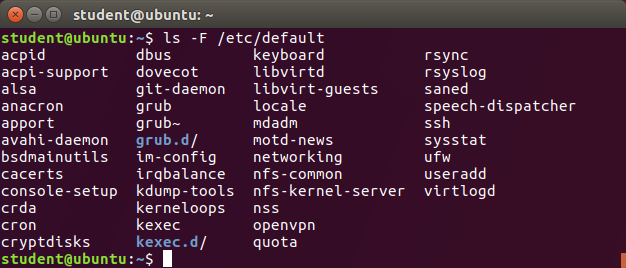 student@ubuntu: ~
student@ubuntu:~$ ls -F /etc/default
acpid dbus keyboard rsync
acpi-support dovecot libvirtd rsyslog
alsa git-daemon libvirt-guests saned
anacron grub locale speech-dispatcher
apport grub~ mdadm ssh
avahi-daemon grub.d/ motd-news sysstat
bsdmainutils im-config networking ufw
cacerts irqbalance nfs-common useradd
console-setup kdump-tools nfs-kernel-server virtlogd
crda kerneloops nss
cron kexec openvpn
cryptdisks kexec.d/ quota
student@ubuntu:~$